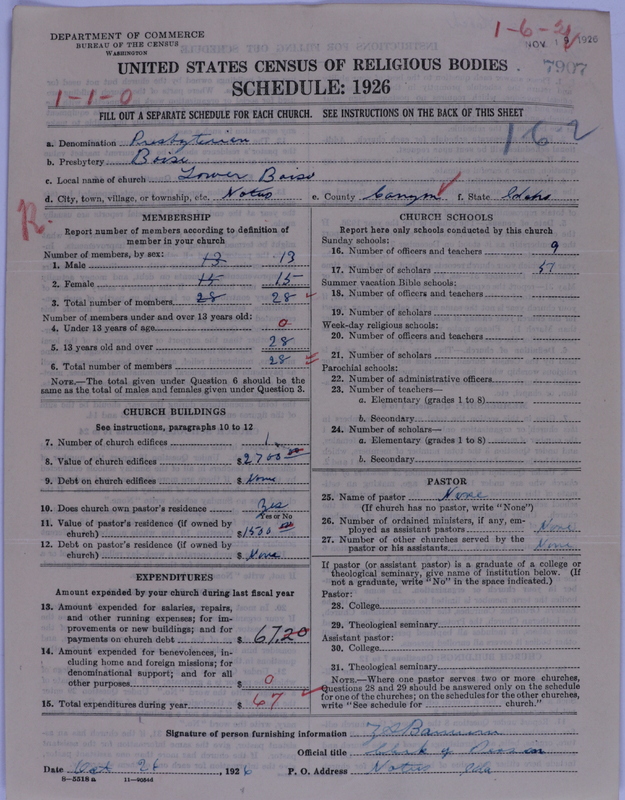 DEPARTMENT OF COMMERCE
BUREAU OF THE CENSUS
WASHINGTON
1-6-2
NOV 19 1926
7907
UNITED STATES CENSUS OF RELIGIOUS BODIES
1-1-0
SCHEDULE: 1926
FILL OUT A SEPARATE SCHEDULE FOR EACH CHURCH. SEE INSTRUCTIONS ON THE BACK OF THIS SHEET
16-2
a. Denomination Presbyterian
b. Presbytery Boise
c. Local name of church Lower Boise
d. City, town, village, or township, etc. Notus e. County Canyon f. State Idaho
R
MEMBERSHIP
Report number of members according to definition of
member in your church
Number of members, by sex:
1. Male 13 13
2. Female 15 15
3. Total number of members 28 28
Number of members under and over 13 years old:
4. Under 13 years of age 0
5. 13 years old and over 28
6. Total number of members 28
NOTE.—The total given under Question 6 should be the
same as the total of males and females given under Question 3.
CHURCH BUILDINGS
See instructions, paragraphs 10 to 12
7. Number of church edifices 1
8. Value of church edifices $2700 00
9. Debt on church edifices $ None
10. Does church own pastor's residence Yes
Yes or No
11. Value of pastor's residence (if owned by
church) $1500 00
12. Debt on pastor's residence (if owned by
church) $ None
EXPENDITURES
Amount expended by your church during last fiscal year
13. Amount expended for salaries, repairs,
and other running expenses; for im-
provements or new buildings; and for
payments on church debt $ 67.20
14. Amount expended for benevolences, in-
cluding home and foreign missions; for
denominational support; and for all
other purposes $ 0
15. Total expenditures during year $ 67
CHURCH SCHOOLS
Report here only schools conducted by this church
Sunday schools:
16. Number of officers and teachers 9
17. Number of scholars 57
Summer vacation Bible schools:
18. Number of officers and teachers
19. Number of scholars
Week-day religious schools:
20. Number of officers and teachers
21. Number of scholars
Parochial schools:
22. Number of administrative officers
23. Number of teachers—
a. Elementary (grades 1 to 8)
b. Secondary
24. Number of scholars—
a. Elementary (grades 1 to 8)
b. Secondary
PASTOR
25. Name of pastor None
(If church has no pastor, write "None")
26. Number of ordained ministers, if any, em-
ployed as assistant pastors None
27. Number of other churches served by the
pastor or his assistants None
If pastor (or assistant pastor) is a graduate of a college or
theological seminary, give name of institution below. (If
not a graduate, write "No" in the space indicated.)
Pastor:
28. College
29. Theological seminary
Assistant pastor:
30. College
31. Theological seminary
NOTE.—Where one pastor serves two or more churches,
Questions 28 and 29 should be answered only on the schedule
for one of the churches; on the schedules for the other churches,
write "See schedule for church."
Signature of person furnishing information
Official title Clerk of Session
Date Oct 26, 1926 P. O. Address Notus Ida
8-5518 a